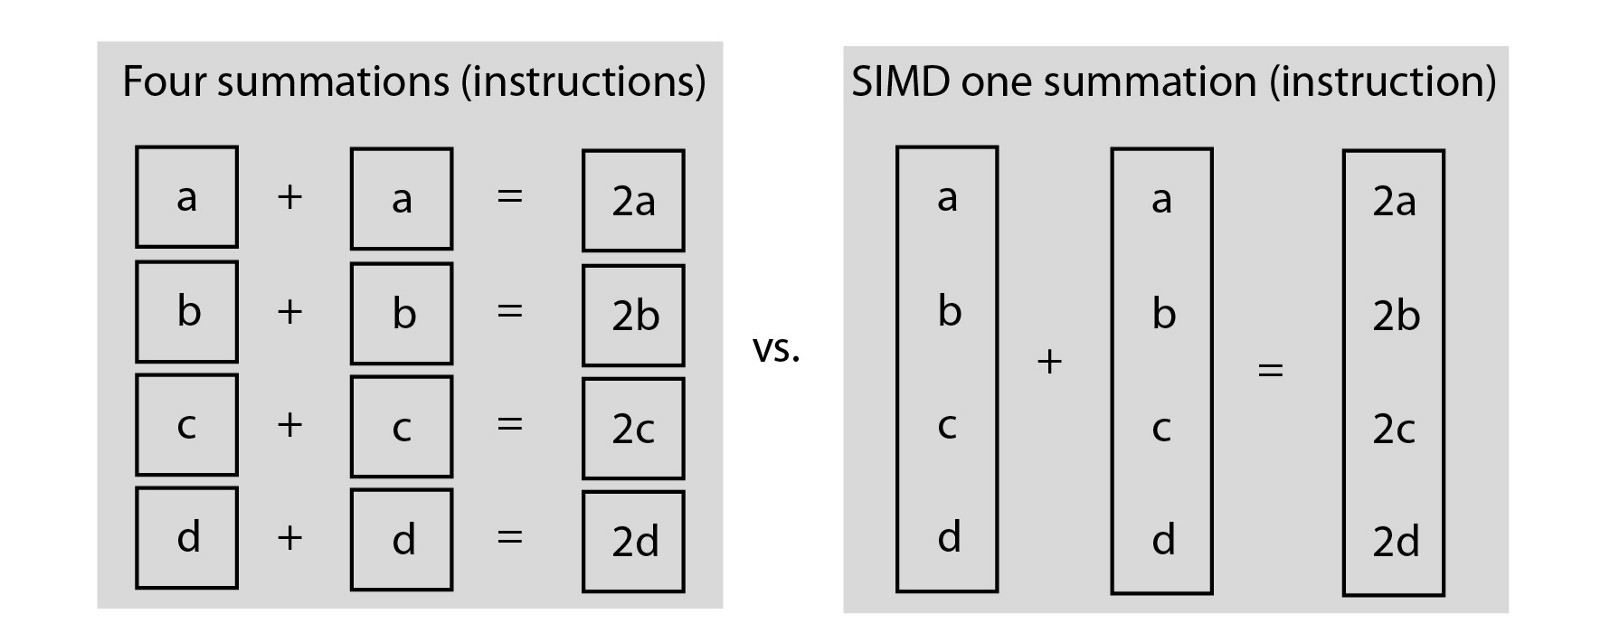 Four summations (instructions)
a + a = 2a
b + b = 2b
c + c = 2c
d + d = 2d
vs.
SIMD one summation (instruction)
a a 2a
b b 2b
+ =
c c 2c
d d 2d